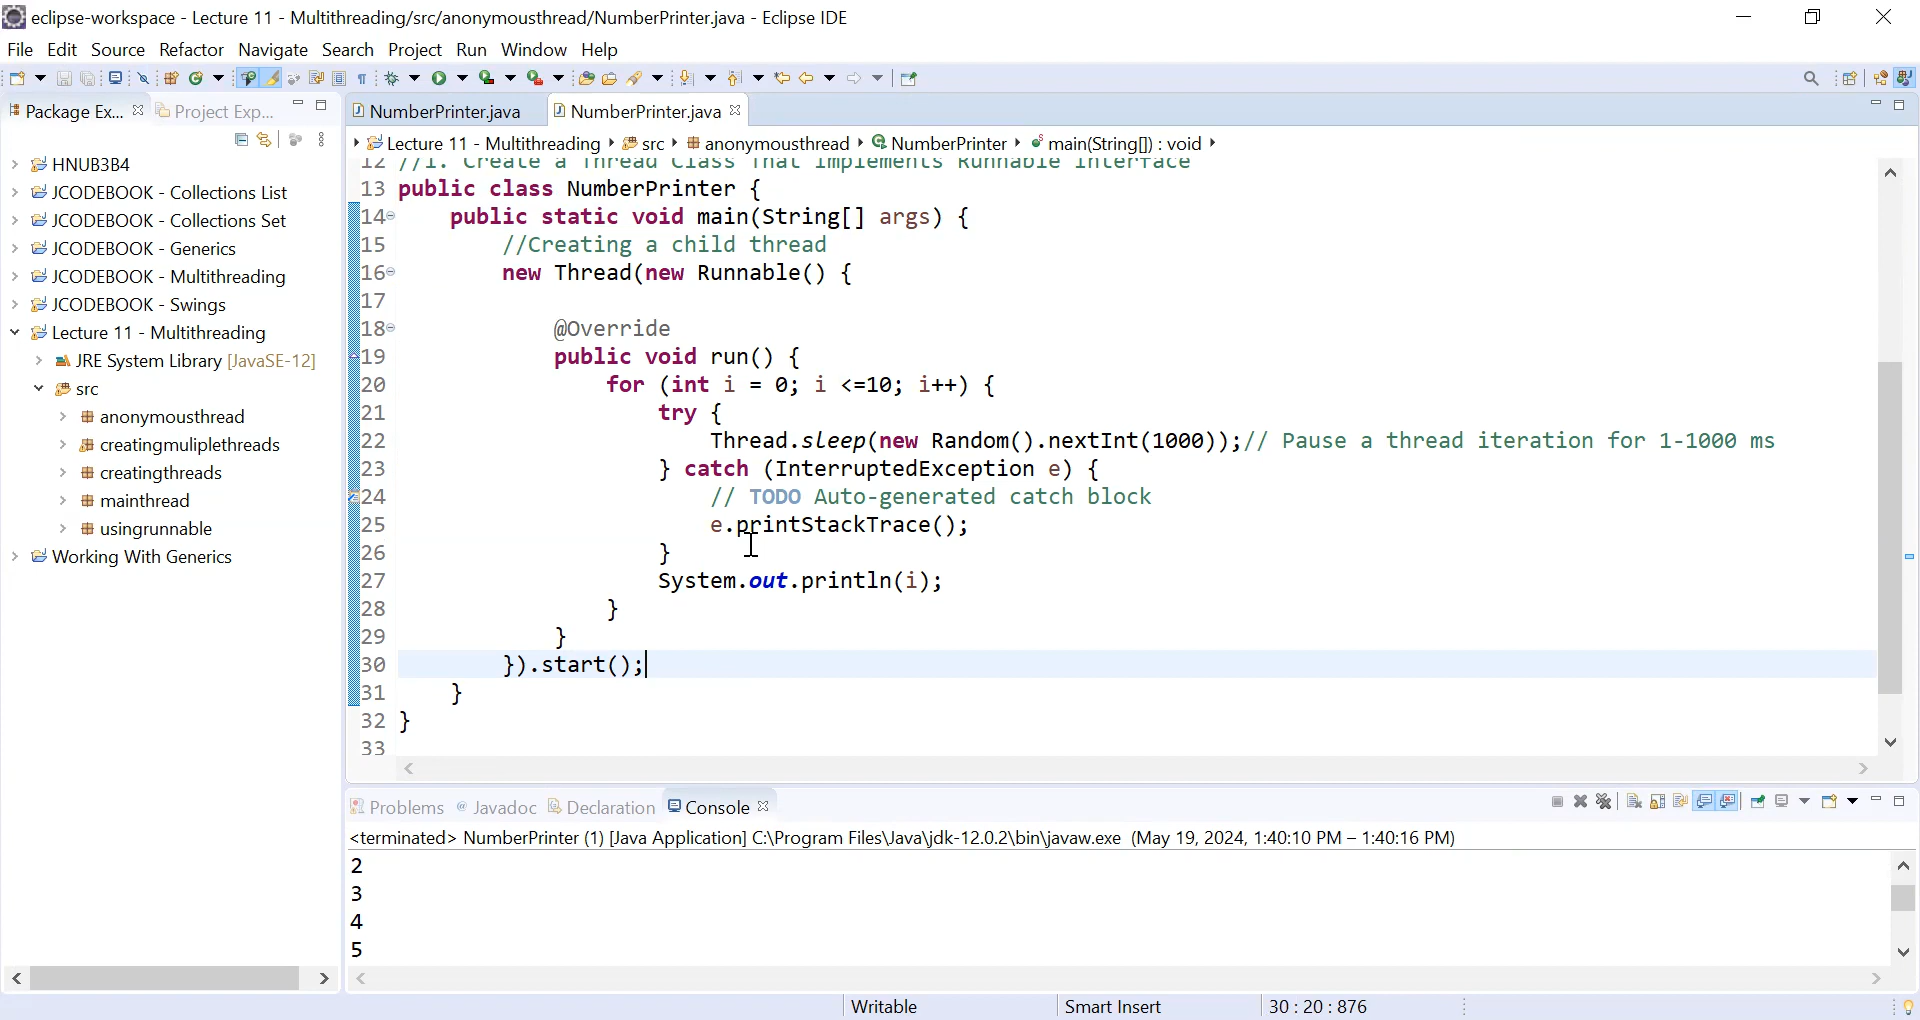 eclipse-workspace - Lecture 11 - Multithreading/src/anonymousthread/NumberPrinter.java - Eclipse IDE
File Edit Source Refactor Navigate Search Project Run Window Help
Package Ex... Project Exp...
HNUB3B4
JCODEBOOK - Collections List
JCODEBOOK - Collections Set
JCODEBOOK - Generics
JCODEBOOK - Multithreading
JCODEBOOK - Swings
Lecture 11 - Multithreading
JRE System Library [JavaSE-12]
src
anonymousthread
creatingmuliplethreads
creatingthreads
mainthread
usingrunnable
Working With Generics
NumberPrinter.java NumberPrinter.java
Lecture 11 - Multithreading src anonymousthread NumberPrinter main(String[]) : void
12 //1. Create a Thread Class That Implements Runnable Interface
13 public class NumberPrinter {
14 public static void main(String[] args) {
15 //Creating a child thread
16 new Thread(new Runnable() {
17
18 @Override
19 public void run() {
20 for (int i = 0; i <=10; i++) {
21 try {
22 Thread.sleep(new Random().nextInt(1000));// Pause a thread iteration for 1-1000 ms
23 } catch (InterruptedException e) {
24 // TODO Auto-generated catch block
25 e.printStackTrace();
26 }
27 System.out.println(i);
28 }
29 }
30 }).start();
31 }
32 }
33
Problems @ Javadoc Declaration Console
<terminated> NumberPrinter (1) [Java Application] C:\Program Files\Java\jdk-12.0.2\bin\javaw.exe (May 19, 2024, 1:40:10 PM – 1:40:16 PM)
2
3
4
5
Writable Smart Insert 30 : 20 : 876